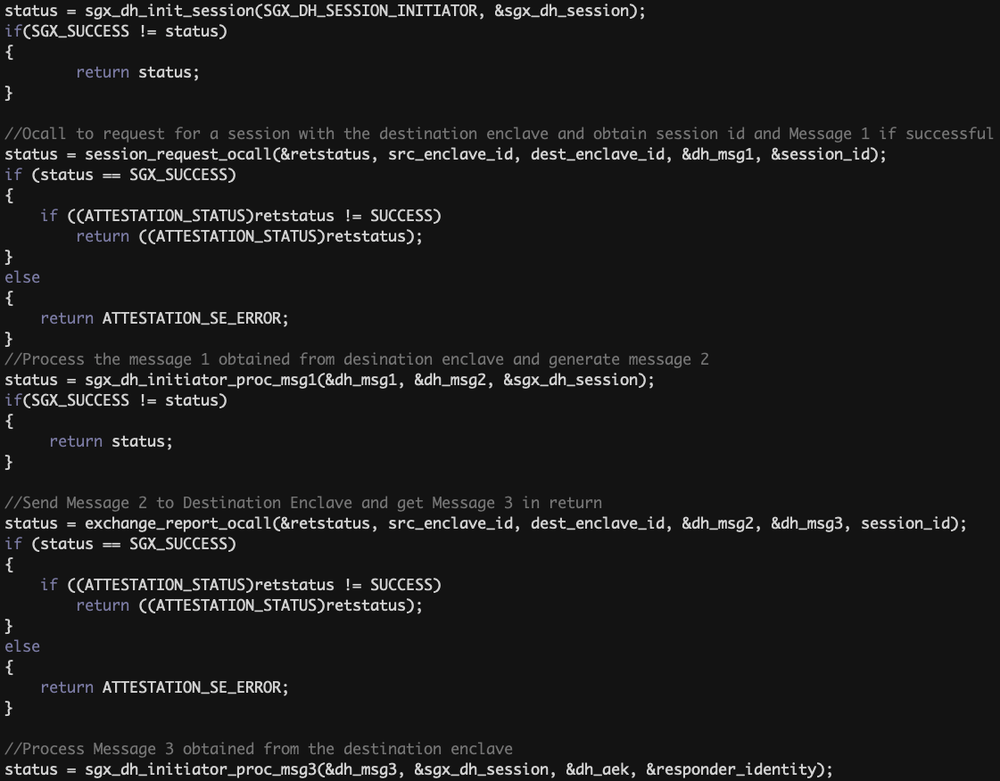 status = sgx_dh_init_session(SGX_DH_SESSION_INITIATOR, &sgx_dh_session);
if(SGX_SUCCESS != status)
{
        return status;
}

//Ocall to request for a session with the destination enclave and obtain session id and Message 1 if successful
status = session_request_ocall(&retstatus, src_enclave_id, dest_enclave_id, &dh_msg1, &session_id);
if (status == SGX_SUCCESS)
{
    if ((ATTESTATION_STATUS)retstatus != SUCCESS)
        return ((ATTESTATION_STATUS)retstatus);
}
else
{
    return ATTESTATION_SE_ERROR;
}
//Process the message 1 obtained from desination enclave and generate message 2
status = sgx_dh_initiator_proc_msg1(&dh_msg1, &dh_msg2, &sgx_dh_session);
if(SGX_SUCCESS != status)
{
     return status;
}

//Send Message 2 to Destination Enclave and get Message 3 in return
status = exchange_report_ocall(&retstatus, src_enclave_id, dest_enclave_id, &dh_msg2, &dh_msg3, session_id);
if (status == SGX_SUCCESS)
{
    if ((ATTESTATION_STATUS)retstatus != SUCCESS)
        return ((ATTESTATION_STATUS)retstatus);
}
else
{
    return ATTESTATION_SE_ERROR;
}

//Process Message 3 obtained from the destination enclave
status = sgx_dh_initiator_proc_msg3(&dh_msg3, &sgx_dh_session, &dh_aek, &responder_identity);